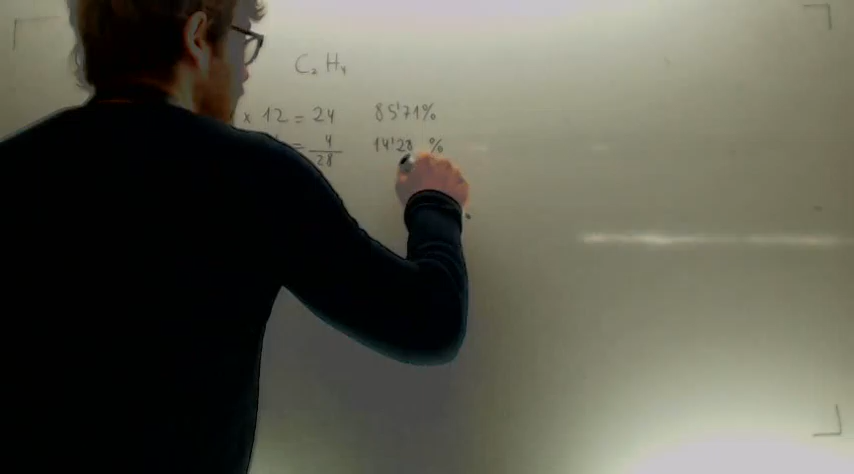 C₂ H₄
x 12 = 24 85'71%
= 4 14'28 %
28